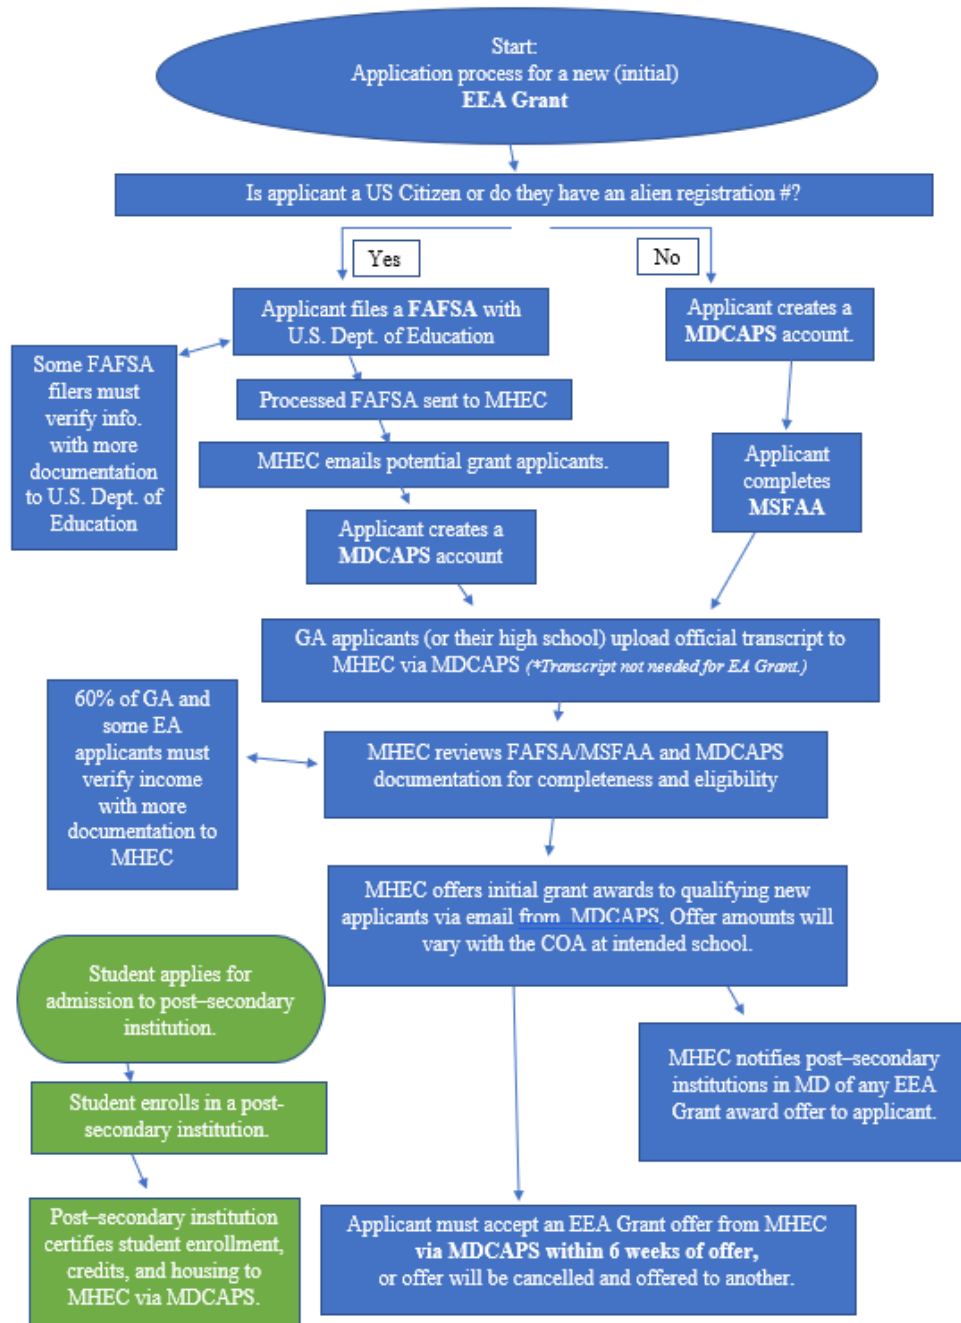 Start:
Application process for a new (initial)
EEA Grant
Is applicant a US Citizen or do they have an alien registration #?
Yes
No
Applicant files a FAFSA with
U.S. Dept. of Education
Applicant creates a
MDCAPS account.
Some FAFSA
filers must
verify info.
with more
documentation
to U.S. Dept. of
Education
Processed FAFSA sent to MHEC
MHEC emails potential grant applicants.
Applicant
completes
MSFAA
Applicant creates a
MDCAPS account
GA applicants (or their high school) upload official transcript to
MHEC via MDCAPS (*Transcript not needed for EA Grant.)
60% of GA and
some EA
applicants must
verify income
with more
documentation to
MHEC
MHEC reviews FAFSA/MSFAA and MDCAPS
documentation for completeness and eligibility
MHEC offers initial grant awards to qualifying new
applicants via email from MDCAPS. Offer amounts will
vary with the COA at intended school.
Student applies for
admission to post–secondary
institution.
MHEC notifies post–secondary
institutions in MD of any EEA
Grant award offer to applicant.
Student enrolls in a post-
secondary institution.
Post–secondary institution
certifies student enrollment,
credits, and housing to
MHEC via MDCAPS.
Applicant must accept an EEA Grant offer from MHEC
via MDCAPS within 6 weeks of offer,
or offer will be cancelled and offered to another.